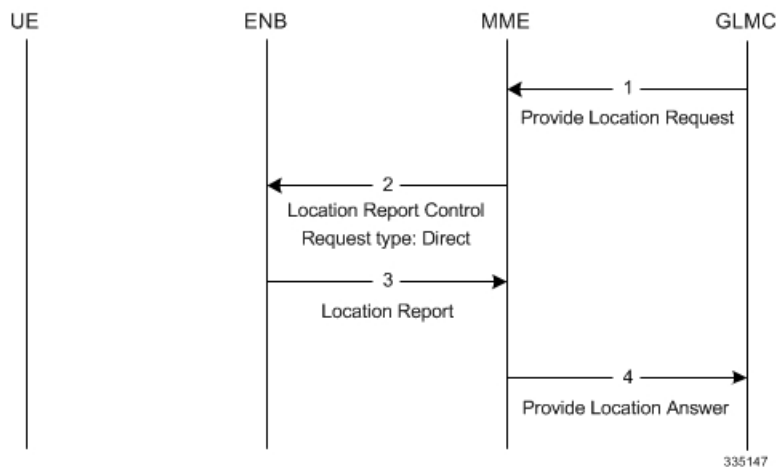 UE ENB MME GLMC
1
Provide Location Request
2
Location Report Control
Request type: Direct
3
Location Report
4
Provide Location Answer
335147